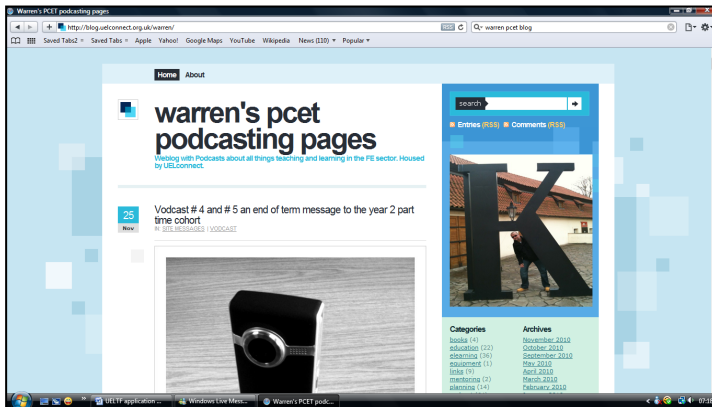 Warren's PCET podcasting pages
http://blog.uelconnect.org.uk/warren/
RSS
warren pcet blog
Saved Tabs2 Saved Tabs Apple Yahoo! Google Maps YouTube Wikipedia News (110) Popular
Home About
warren's pcet
podcasting pages
Weblog with Podcasts about all things teaching and learning in the FE sector. Housed
by UELconnect.
search
Entries (RSS) Comments (RSS)
25
Nov
Vodcast # 4 and # 5 an end of term message to the year 2 part
time cohort
IN: SITE MESSAGES | VODCAST
K
Categories
books (4)
education (22)
elearning (36)
equipment (1)
links (9)
mentoring (2)
planning (14)
Archives
November 2010
October 2010
September 2010
May 2010
April 2010
March 2010
February 2010
UELTF application ...
Windows Live Mess...
Warren's PCET podc...
07:18